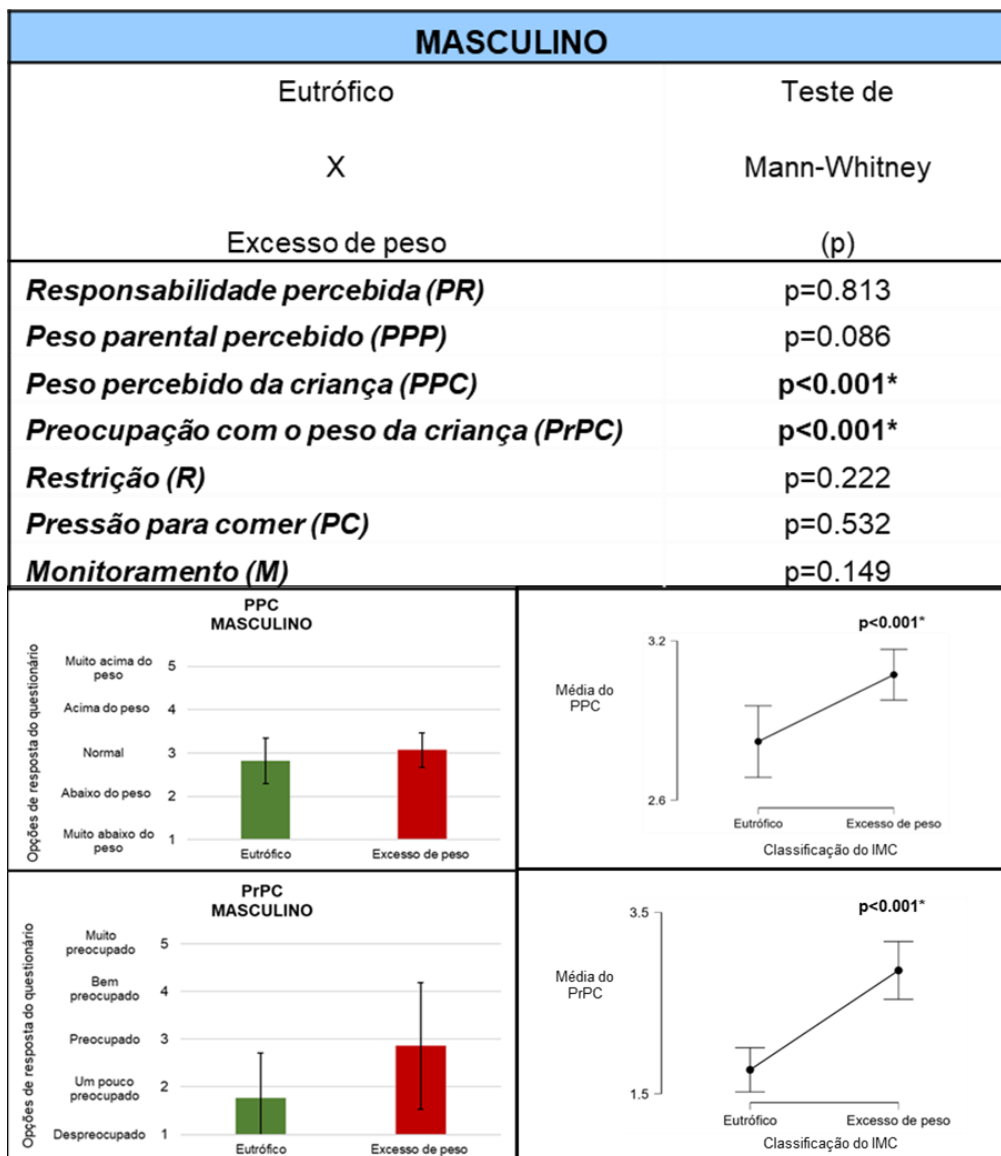 MASCULINO
Eutrófico
X
Excesso de peso
Teste de
Mann-Whitney
(p)
Responsabilidade percebida (PR) p=0.813
Peso parental percebido (PPP) p=0.086
Peso percebido da criança (PPC) p<0.001*
Preocupação com o peso da criança (PrPC) p<0.001*
Restrição (R) p=0.222
Pressão para comer (PC) p=0.532
Monitoramento (M) p=0.149
PPC
MASCULINO
Opções de resposta do questionário
Muito acima do
peso
5
Acima do peso 4
Normal 3
Abaixo do peso 2
Muito abaixo do
peso
1
Eutrófico Excesso de peso
p<0.001*
3.2
Média do
PPC
2.6
Eutrófico Excesso de peso
Classificação do IMC
PrPC
MASCULINO
Opções de resposta do questionário
Muito
preocupado
5
Bem
preocupado
4
Preocupado 3
Um pouco
preocupado
2
Despreocupado 1
Eutrófico Excesso de peso
p<0.001*
3.5
Média do
PrPC
1.5
Eutrófico Excesso de peso
Classificação do IMC